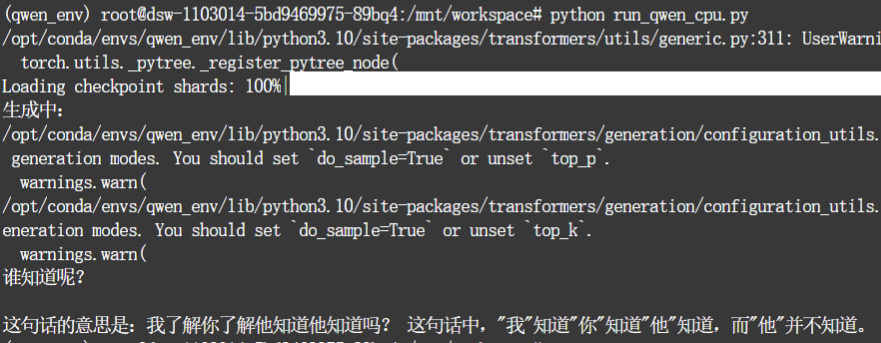 (qwen_env) root@dsw-1103014-5bd9469975-89bq4:/mnt/workspace# python run_qwen_cpu.py
/opt/conda/envs/qwen_env/lib/python3.10/site-packages/transformers/utils/generic.py:311: UserWarni
torch.utils._pytree._register_pytree_node(
Loading checkpoint shards: 100%|
生成中:
/opt/conda/envs/qwen_env/lib/python3.10/site-packages/transformers/generation/configuration_utils.
generation modes. You should set `do_sample=True` or unset `top_p`.
warnings.warn(
/opt/conda/envs/qwen_env/lib/python3.10/site-packages/transformers/generation/configuration_utils.
eneration modes. You should set `do_sample=True` or unset `top_k`.
warnings.warn(
谁知道呢?
这句话的意思是: 我了解你了解他知道他知道吗? 这句话中，"我"知道"你"知道"他"知道，而"他"并不知道。